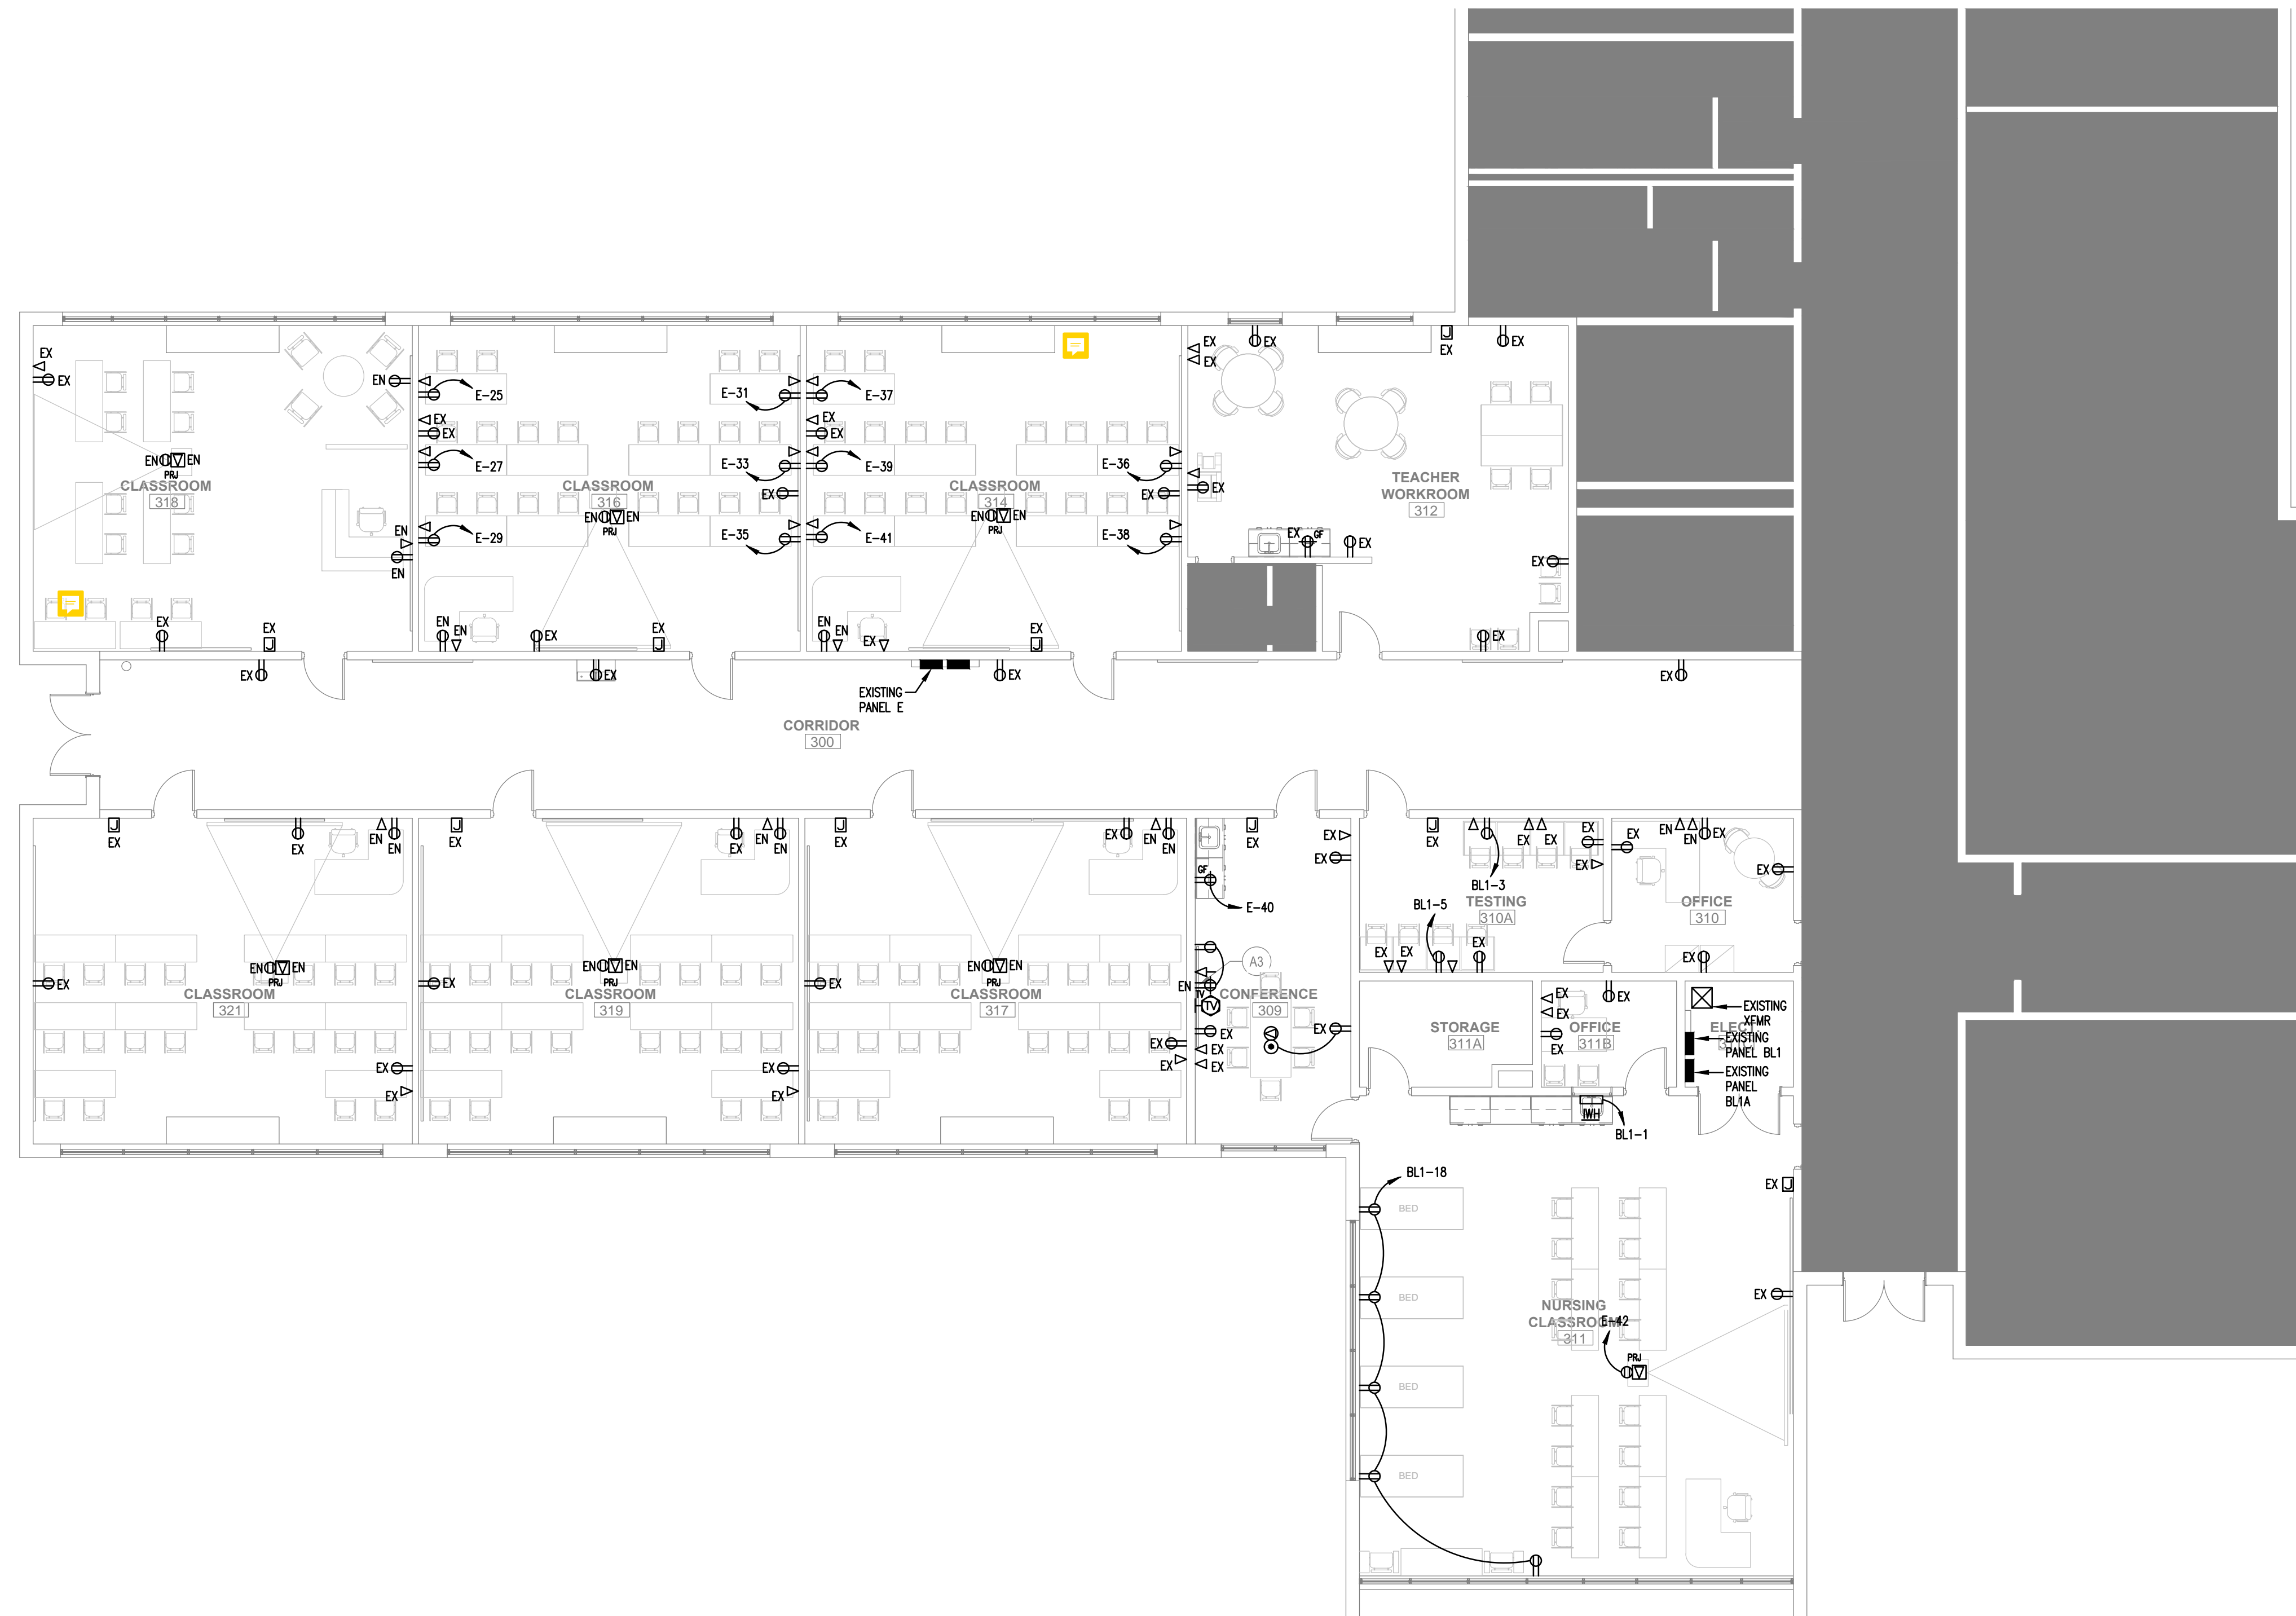 EX
EX
EN
EN
EN
PRJ
CLASSROOM
318
EN
EN
EX
EX
EX
E-25
EX
EX
E-27
E-29
E-31
E-33
EX
E-35
CLASSROOM
316
EN
EN
PRJ
EN
EN
EX
EX
EX
E-37
EX
EX
E-39
E-41
E-36
EX
E-38
CLASSROOM
314
EN
EN
PRJ
EN
EN
EX
EX
EX
EXISTING
PANEL E
EX
EX
EX
EX
EX
EX
TEACHER
WORKROOM
312
EX
GF
EX
EX
EX
EX
CORRIDOR
300
EX
EX
EN
EN
EN
EN
PRJ
CLASSROOM
321
EX
EX
EX
EX
EX
EN
EN
EN
EN
PRJ
CLASSROOM
319
EX
EX
EX
EX
EX
EN
EN
EN
EN
PRJ
CLASSROOM
317
EX
EX
EX
EX
EX
EX
GF
E-40
A3
EN
TV
TV
CONFERENCE
309
EX
EX
EX
EX
EX
EX
EX
EX
EX
BL1-3
BL1-5
TESTING
310A
EX
EX
EX
EX
EN
EN
EX
EX
OFFICE
310
EX
STORAGE
311A
EX
EX
EX
OFFICE
311B
EX
ELEC
EXISTING
XFMR
EXISTING
PANEL BL1
EXISTING
PANEL
BL1A
IWH
BL1-1
BL1-18
EX
BED
BED
BED
BED
EX
NURSING
CLASSROOM
311
E-42
PRJ